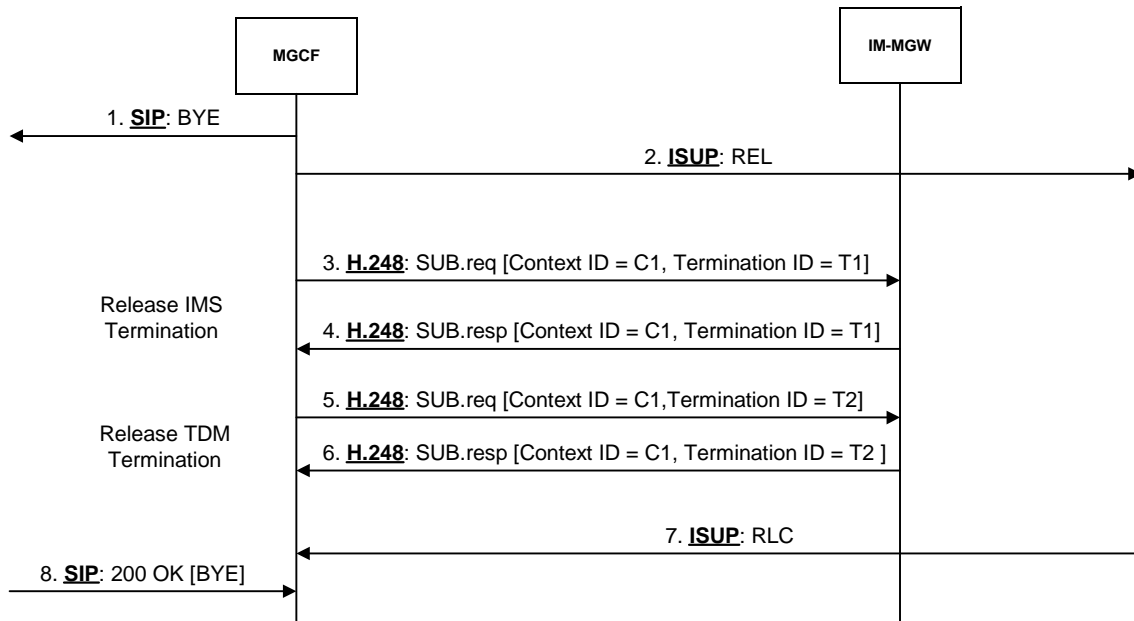 MGCF
IM-MGW
1. SIP: BYE
2. ISUP: REL
3. H.248: SUB.req [Context ID = C1, Termination ID = T1]
Release IMS
Termination
4. H.248: SUB.resp [Context ID = C1, Termination ID = T1]
5. H.248: SUB.req [Context ID = C1,Termination ID = T2]
Release TDM
Termination
6. H.248: SUB.resp [Context ID = C1, Termination ID = T2 ]
7. ISUP: RLC
8. SIP: 200 OK [BYE]